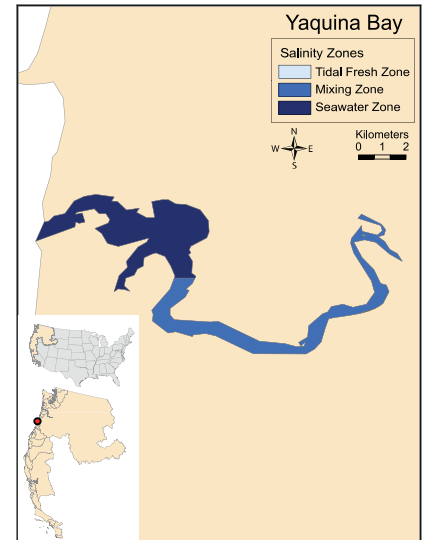 Yaquina Bay
Salinity Zones
Tidal Fresh Zone
Mixing Zone
Seawater Zone
N
W E
S
Kilometers
0 1 2